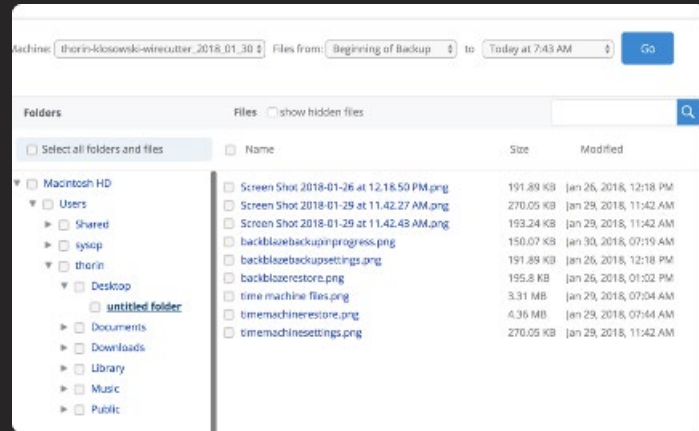 Machine: thorin-klosowski-wirecutter_2018_01_30 Files from: Beginning of Backup to Today at 7:43 AM Go
Folders Files show hidden files
Select all folders and files Name Size Modified
Macintosh HD
Users
Shared
sysop
thorin
Desktop
untitled folder
Documents
Downloads
Library
Music
Public
Screen Shot 2018-01-26 at 12.18.50 PM.png 191.89 KB Jan 26, 2018, 12:18 PM
Screen Shot 2018-01-29 at 11.42.27 AM.png 270.05 KB Jan 29, 2018, 11:42 AM
Screen Shot 2018-01-29 at 11.42.43 AM.png 193.24 KB Jan 29, 2018, 11:42 AM
backblazebackupinprogress.png 150.07 KB Jan 30, 2018, 07:19 AM
backblazebackupsettings.png 191.89 KB Jan 26, 2018, 12:18 PM
backblazerestore.png 195.8 KB Jan 26, 2018, 01:02 PM
time machine files.png 3.31 MB Jan 29, 2018, 07:04 AM
timemachinerestore.png 4.36 MB Jan 29, 2018, 07:44 AM
timemachinesettings.png 270.05 KB Jan 29, 2018, 11:42 AM